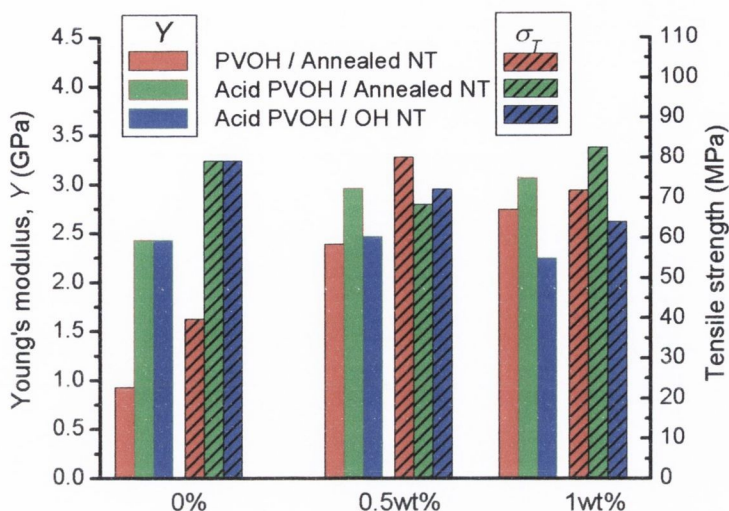 Y
σT
PVOH / Annealed NT
Acid PVOH / Annealed NT
Acid PVOH / OH NT
Young's modulus, Y (GPa)
4.5
4.0
3.5
3.0
2.5
2.0
1.5
1.0
0.5
0.0
Tensile strength (MPa)
110
100
90
80
70
60
50
40
30
20
10
0
0%
0.5wt%
1wt%